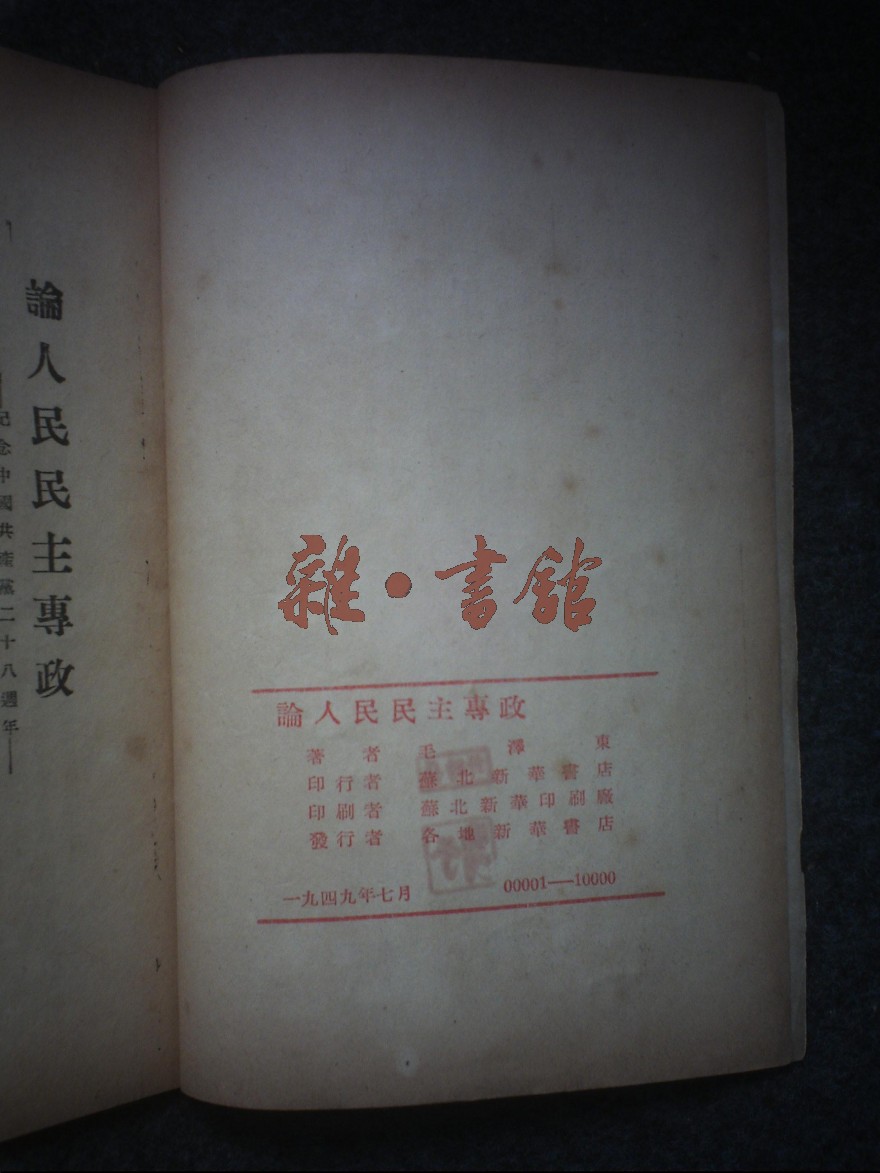 論人民民主專政
紀念中國共產黨二十八週年
雜·書館
論人民民主專政
著者 毛澤東
印行者 蘇北新華書店
印刷者 蘇北新華印刷廠
發行者 各地新華書店
一九四九年七月 00001—10000